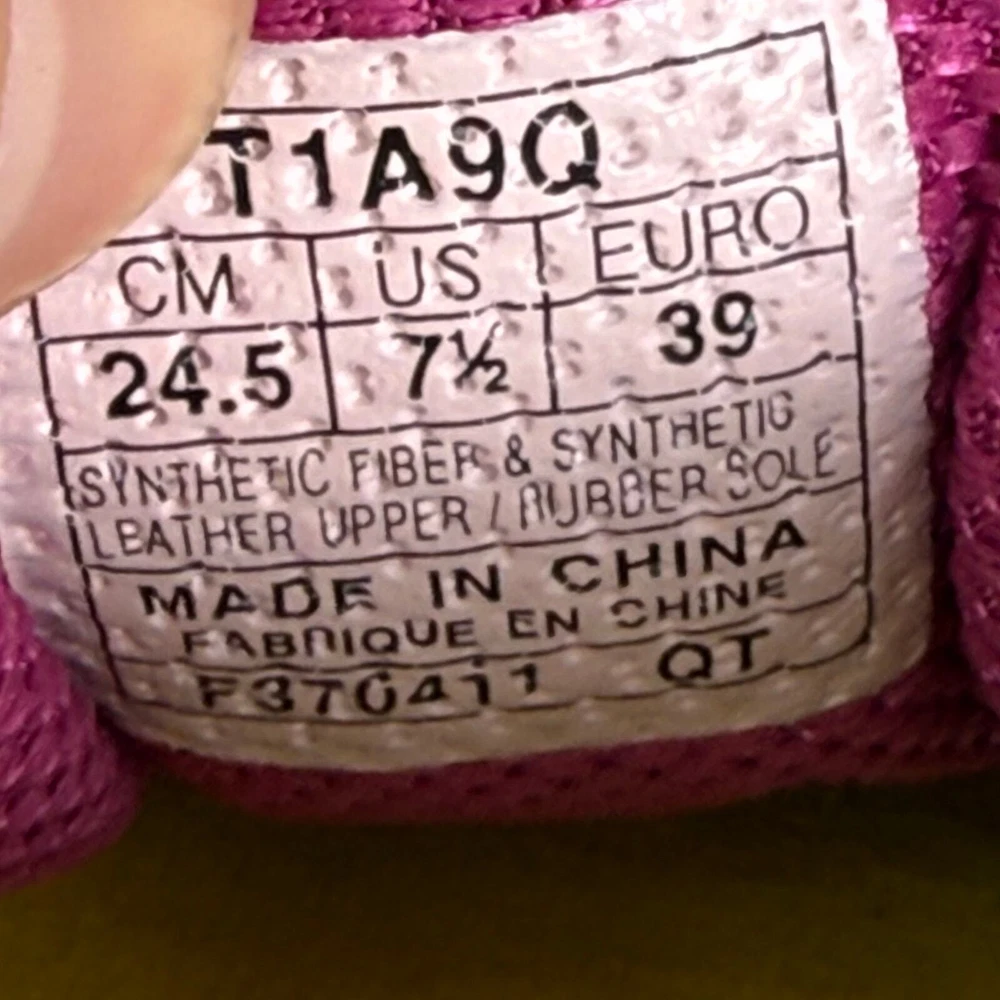 T1A9Q
CM US EURO
24.5 7½ 39
SYNTHETIC FIBER & SYNTHETIC
LEATHER UPPER / RUBBER SOLE
MADE IN CHINA
FABRIQUE EN CHINE
F370411 QT